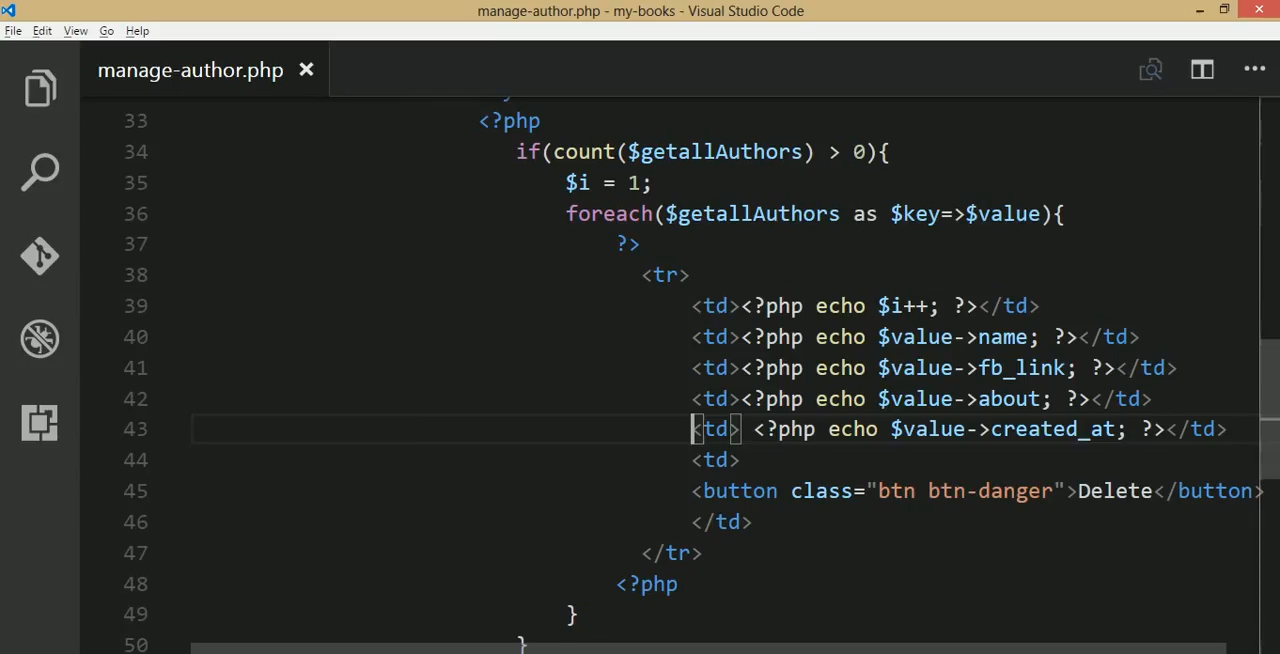 manage-author.php - my-books - Visual Studio Code
File Edit View Go Help
manage-author.php
33 <?php
34 if(count($getallAuthors) > 0){
35 $i = 1;
36 foreach($getallAuthors as $key=>$value){
37 ?>
38 <tr>
39 <td><?php echo $i++; ?></td>
40 <td><?php echo $value->name; ?></td>
41 <td><?php echo $value->fb_link; ?></td>
42 <td><?php echo $value->about; ?></td>
43 <td> <?php echo $value->created_at; ?></td>
44 <td>
45 <button class="btn btn-danger">Delete</button>
46 </td>
47 </tr>
48 <?php
49 }
50 }